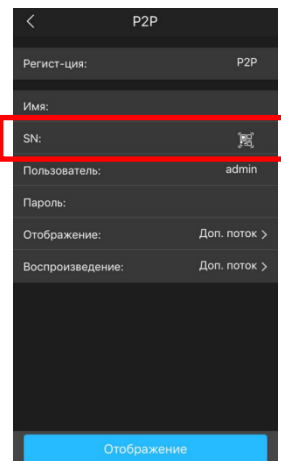 P2P
Регист-ция: P2P
Имя:
SN:
Пользователь: admin
Пароль:
Отображение: Доп. поток
Воспроизведение: Доп. поток
Отображение